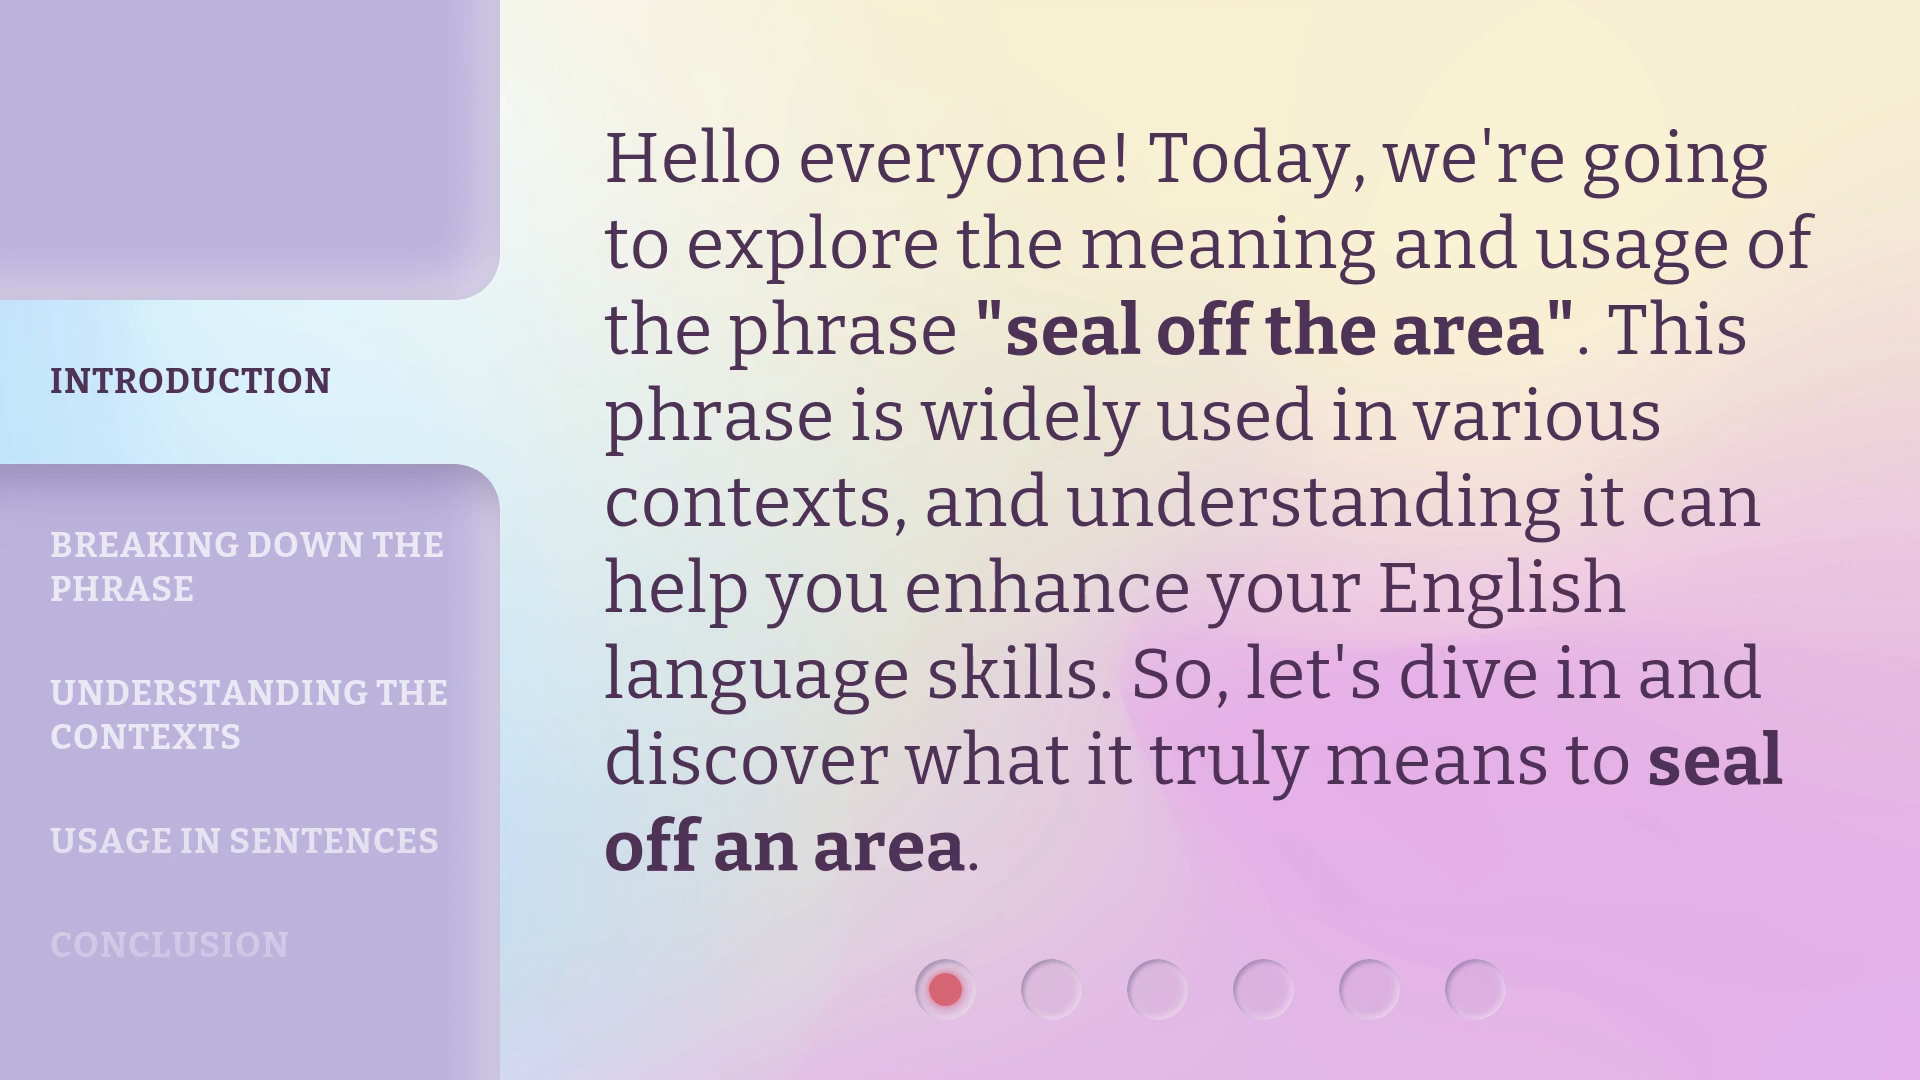 INTRODUCTION
BREAKING DOWN THE
PHRASE
UNDERSTANDING THE
CONTEXTS
USAGE IN SENTENCES
CONCLUSION
Hello everyone! Today, we're going
to explore the meaning and usage of
the phrase "seal off the area". This
phrase is widely used in various
contexts, and understanding it can
help you enhance your English
language skills. So, let's dive in and
discover what it truly means to seal
off an area.